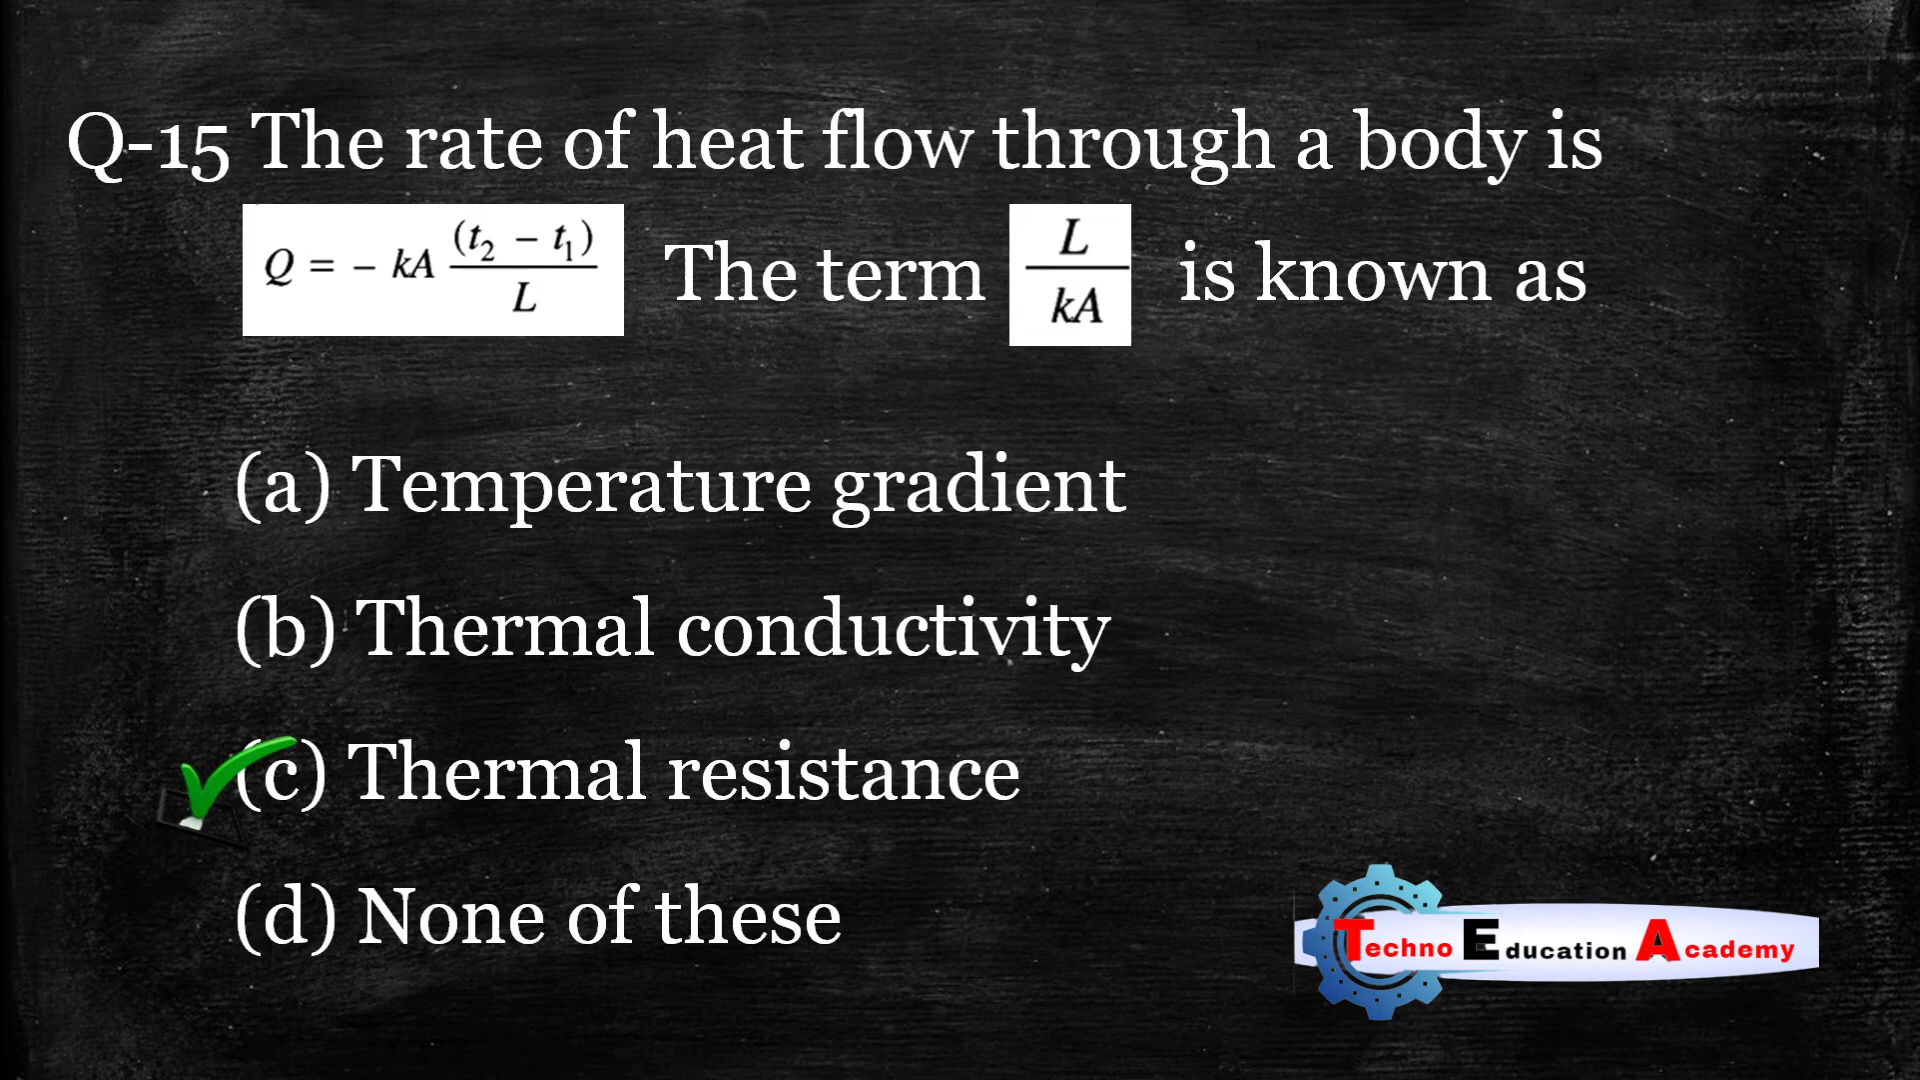 Q-15 The rate of heat flow through a body is
Q = − kA (t₂ − t₁) / L The term L / kA is known as
(a) Temperature gradient
(b) Thermal conductivity
(c) Thermal resistance
(d) None of these
Techno Education Academy